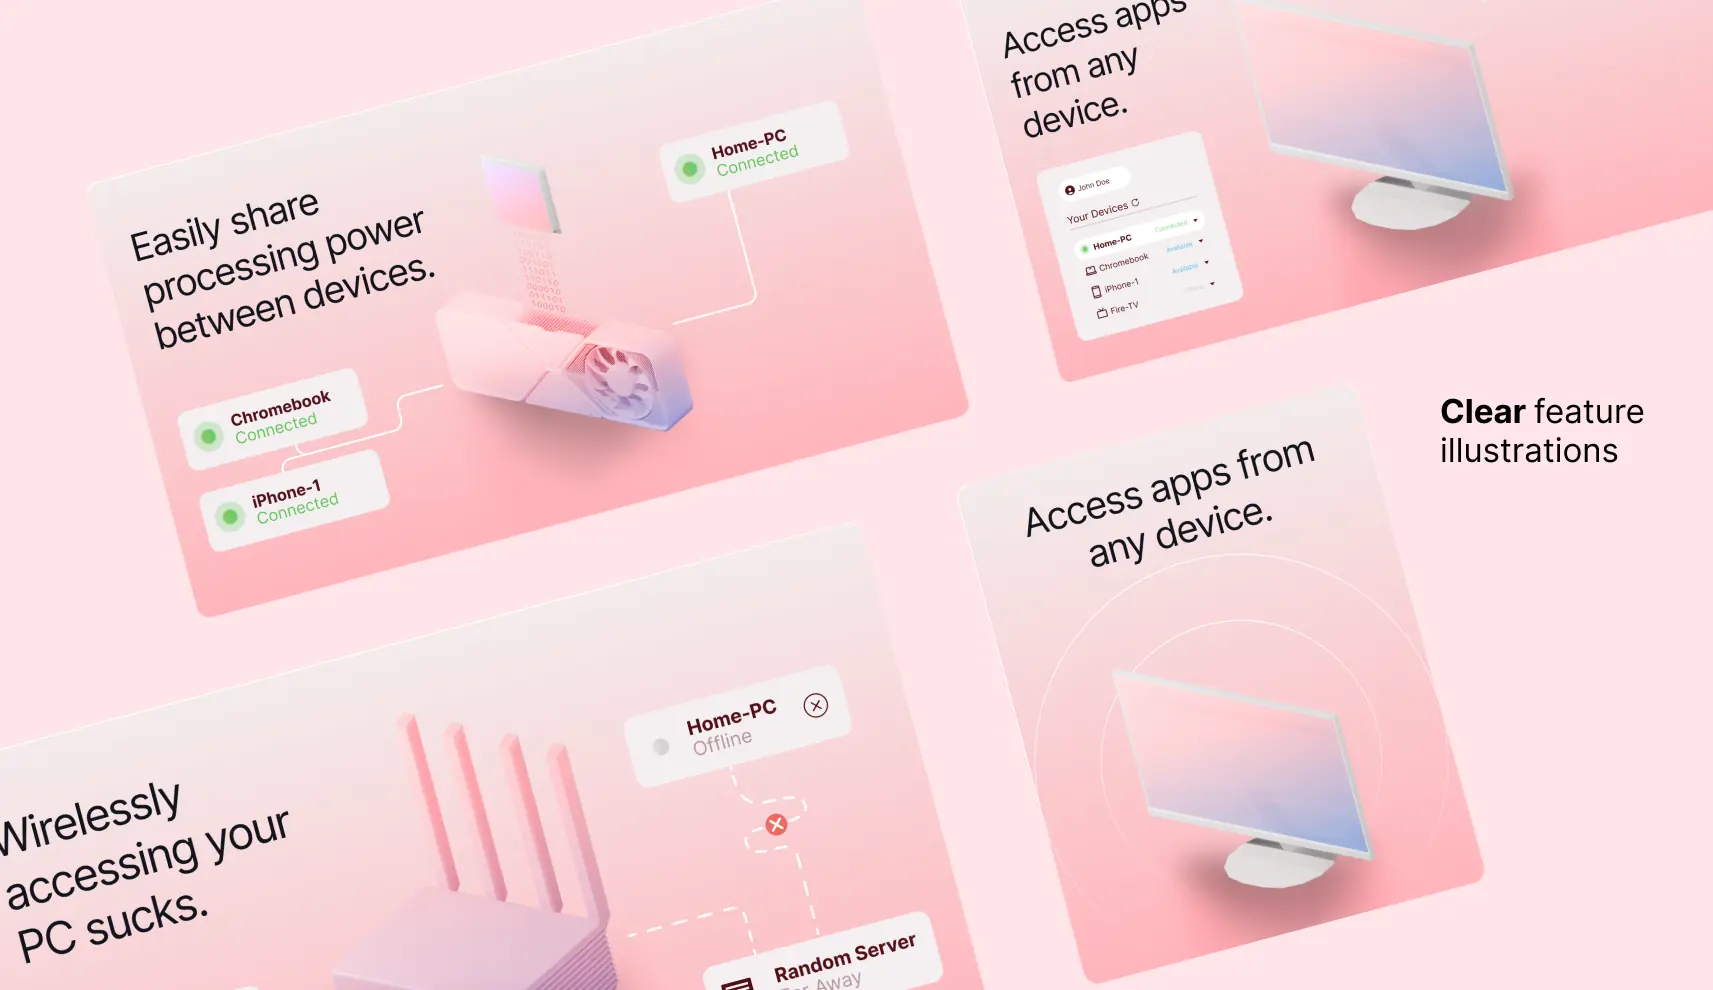 Easily share
processing power
between devices.
Home-PC
Connected
Chromebook
Connected
iPhone-1
Connected
Access apps
from any
device.
John Doe
Your Devices
Home-PC
Connected
Chromebook
Available
iPhone-1
Available
Fire-TV
Clear feature
illustrations
Access apps from
any device.
Wirelessly
accessing your
PC sucks.
Home-PC
Offline
Random Server
Far Away